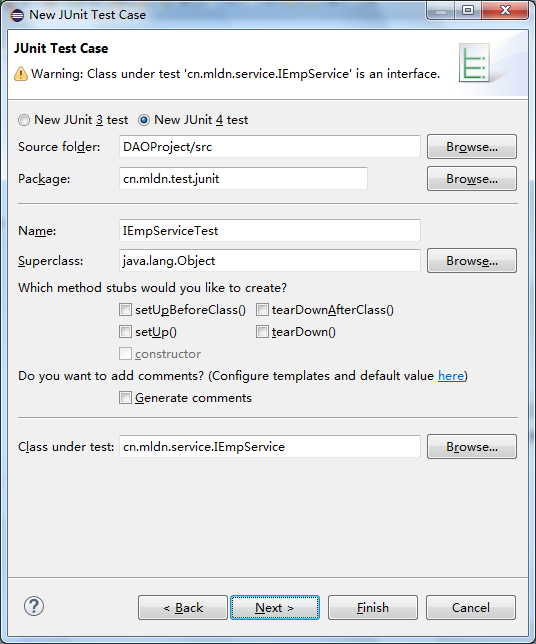 New JUnit Test Case
JUnit Test Case
Warning: Class under test 'cn.mldn.service.IEmpService' is an interface.
New JUnit 3 test New JUnit 4 test
Source folder: DAOProject/src Browse...
Package: cn.mldn.test.junit Browse...
Name: IEmpServiceTest
Superclass: java.lang.Object Browse...
Which method stubs would you like to create?
setUpBeforeClass() tearDownAfterClass()
setUp() tearDown()
constructor
Do you want to add comments? (Configure templates and default value here)
Generate comments
Class under test: cn.mldn.service.IEmpService Browse...
? < Back Next > Finish Cancel